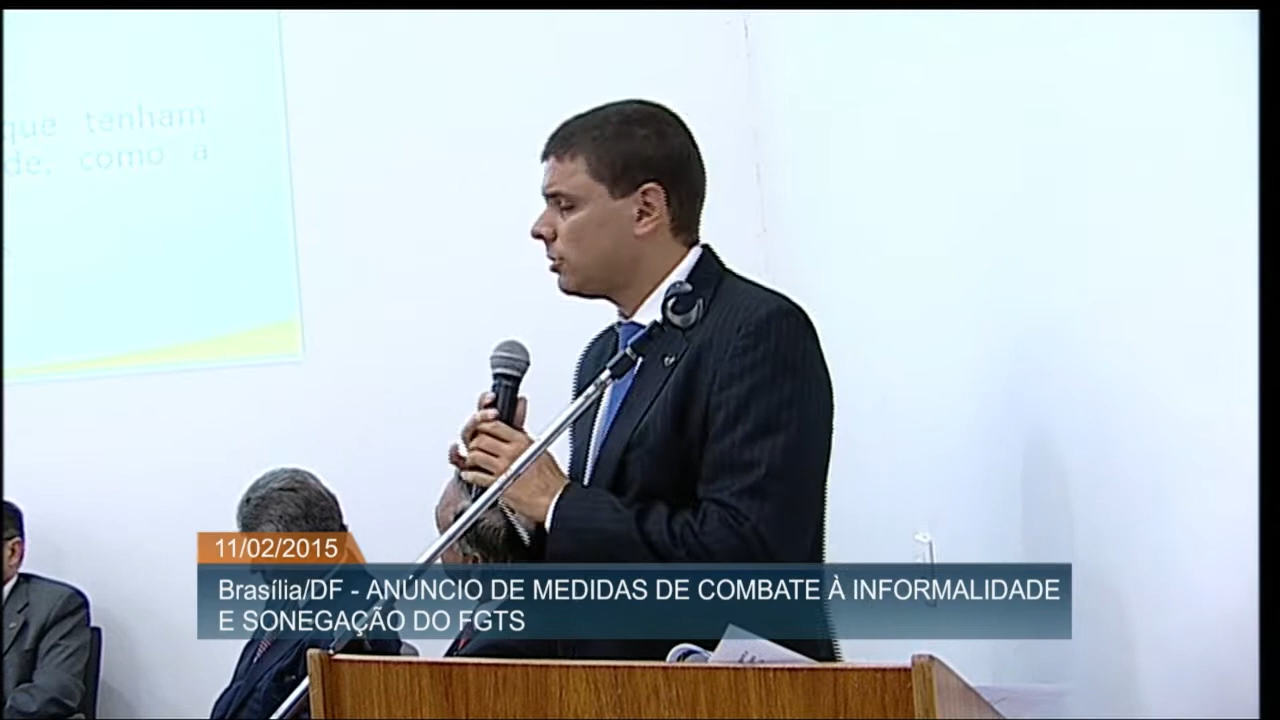 que tenham
de, como a
11/02/2015
Brasília/DF - ANÚNCIO DE MEDIDAS DE COMBATE À INFORMALIDADE
E SONEGAÇÃO DO FGTS